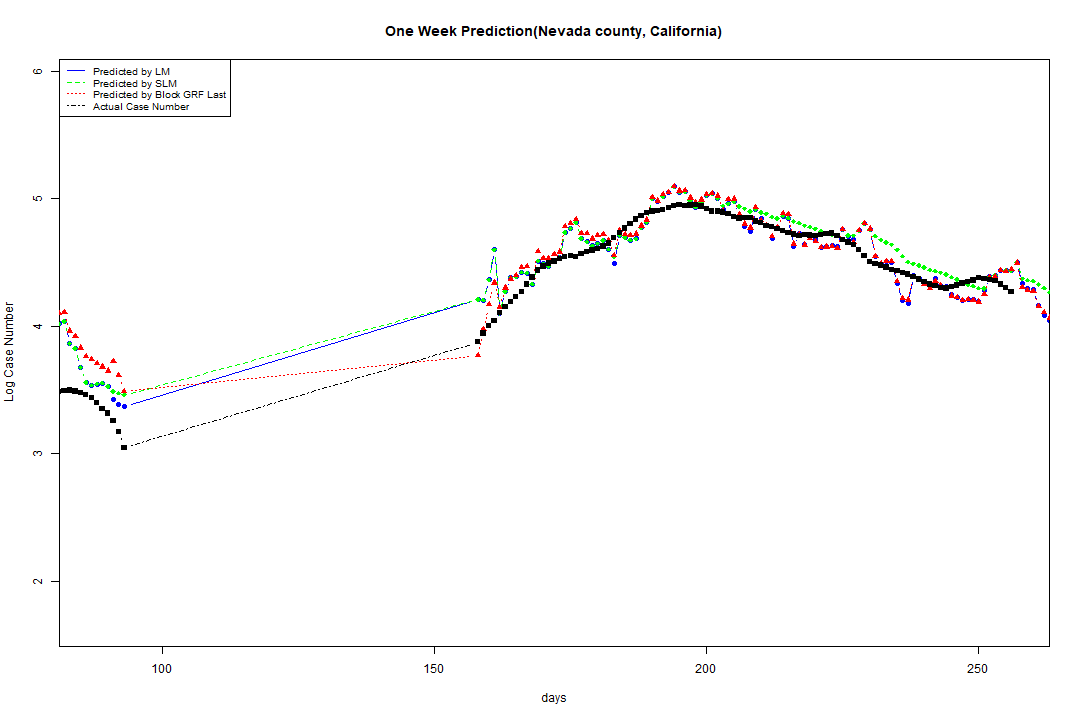 One Week Prediction(Nevada county, California)
Predicted by LM
Predicted by SLM
Predicted by Block GRF Last
Actual Case Number
6
5
4
3
2
Log Case Number
100
150
200
250
days